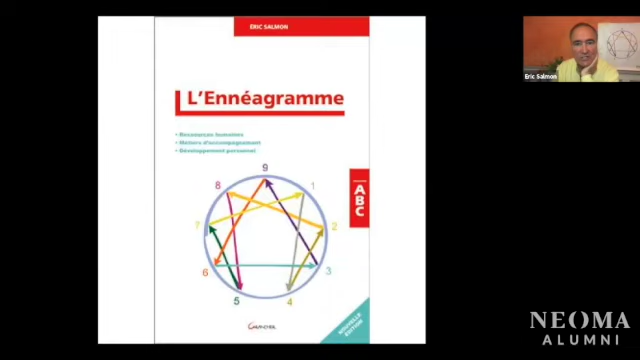 ERIC SALMON
L'Ennéagramme
Ressources humaines
Métiers d'accompagnement
Développement personnel
9
8
1
7
2
6
3
5
4
A
B
C
NOUVELLE
ÉDITION
Eric Salmon
NEOMA
ALUMNI